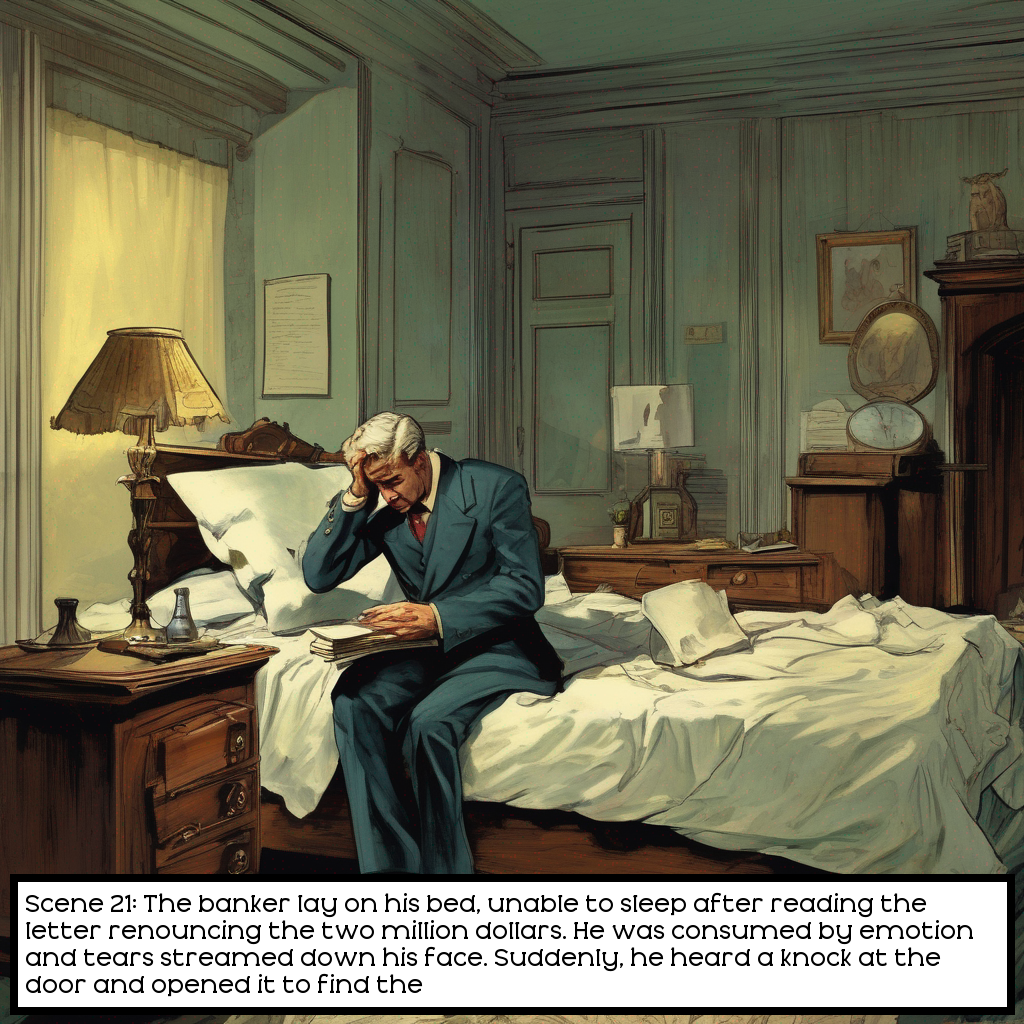 Scene 21: The banker lay on his bed, unable to sleep after reading the
letter renouncing the two million dollars. He was consumed by emotion
and tears streamed down his face. Suddenly, he heard a knock at the
door and opened it to find the